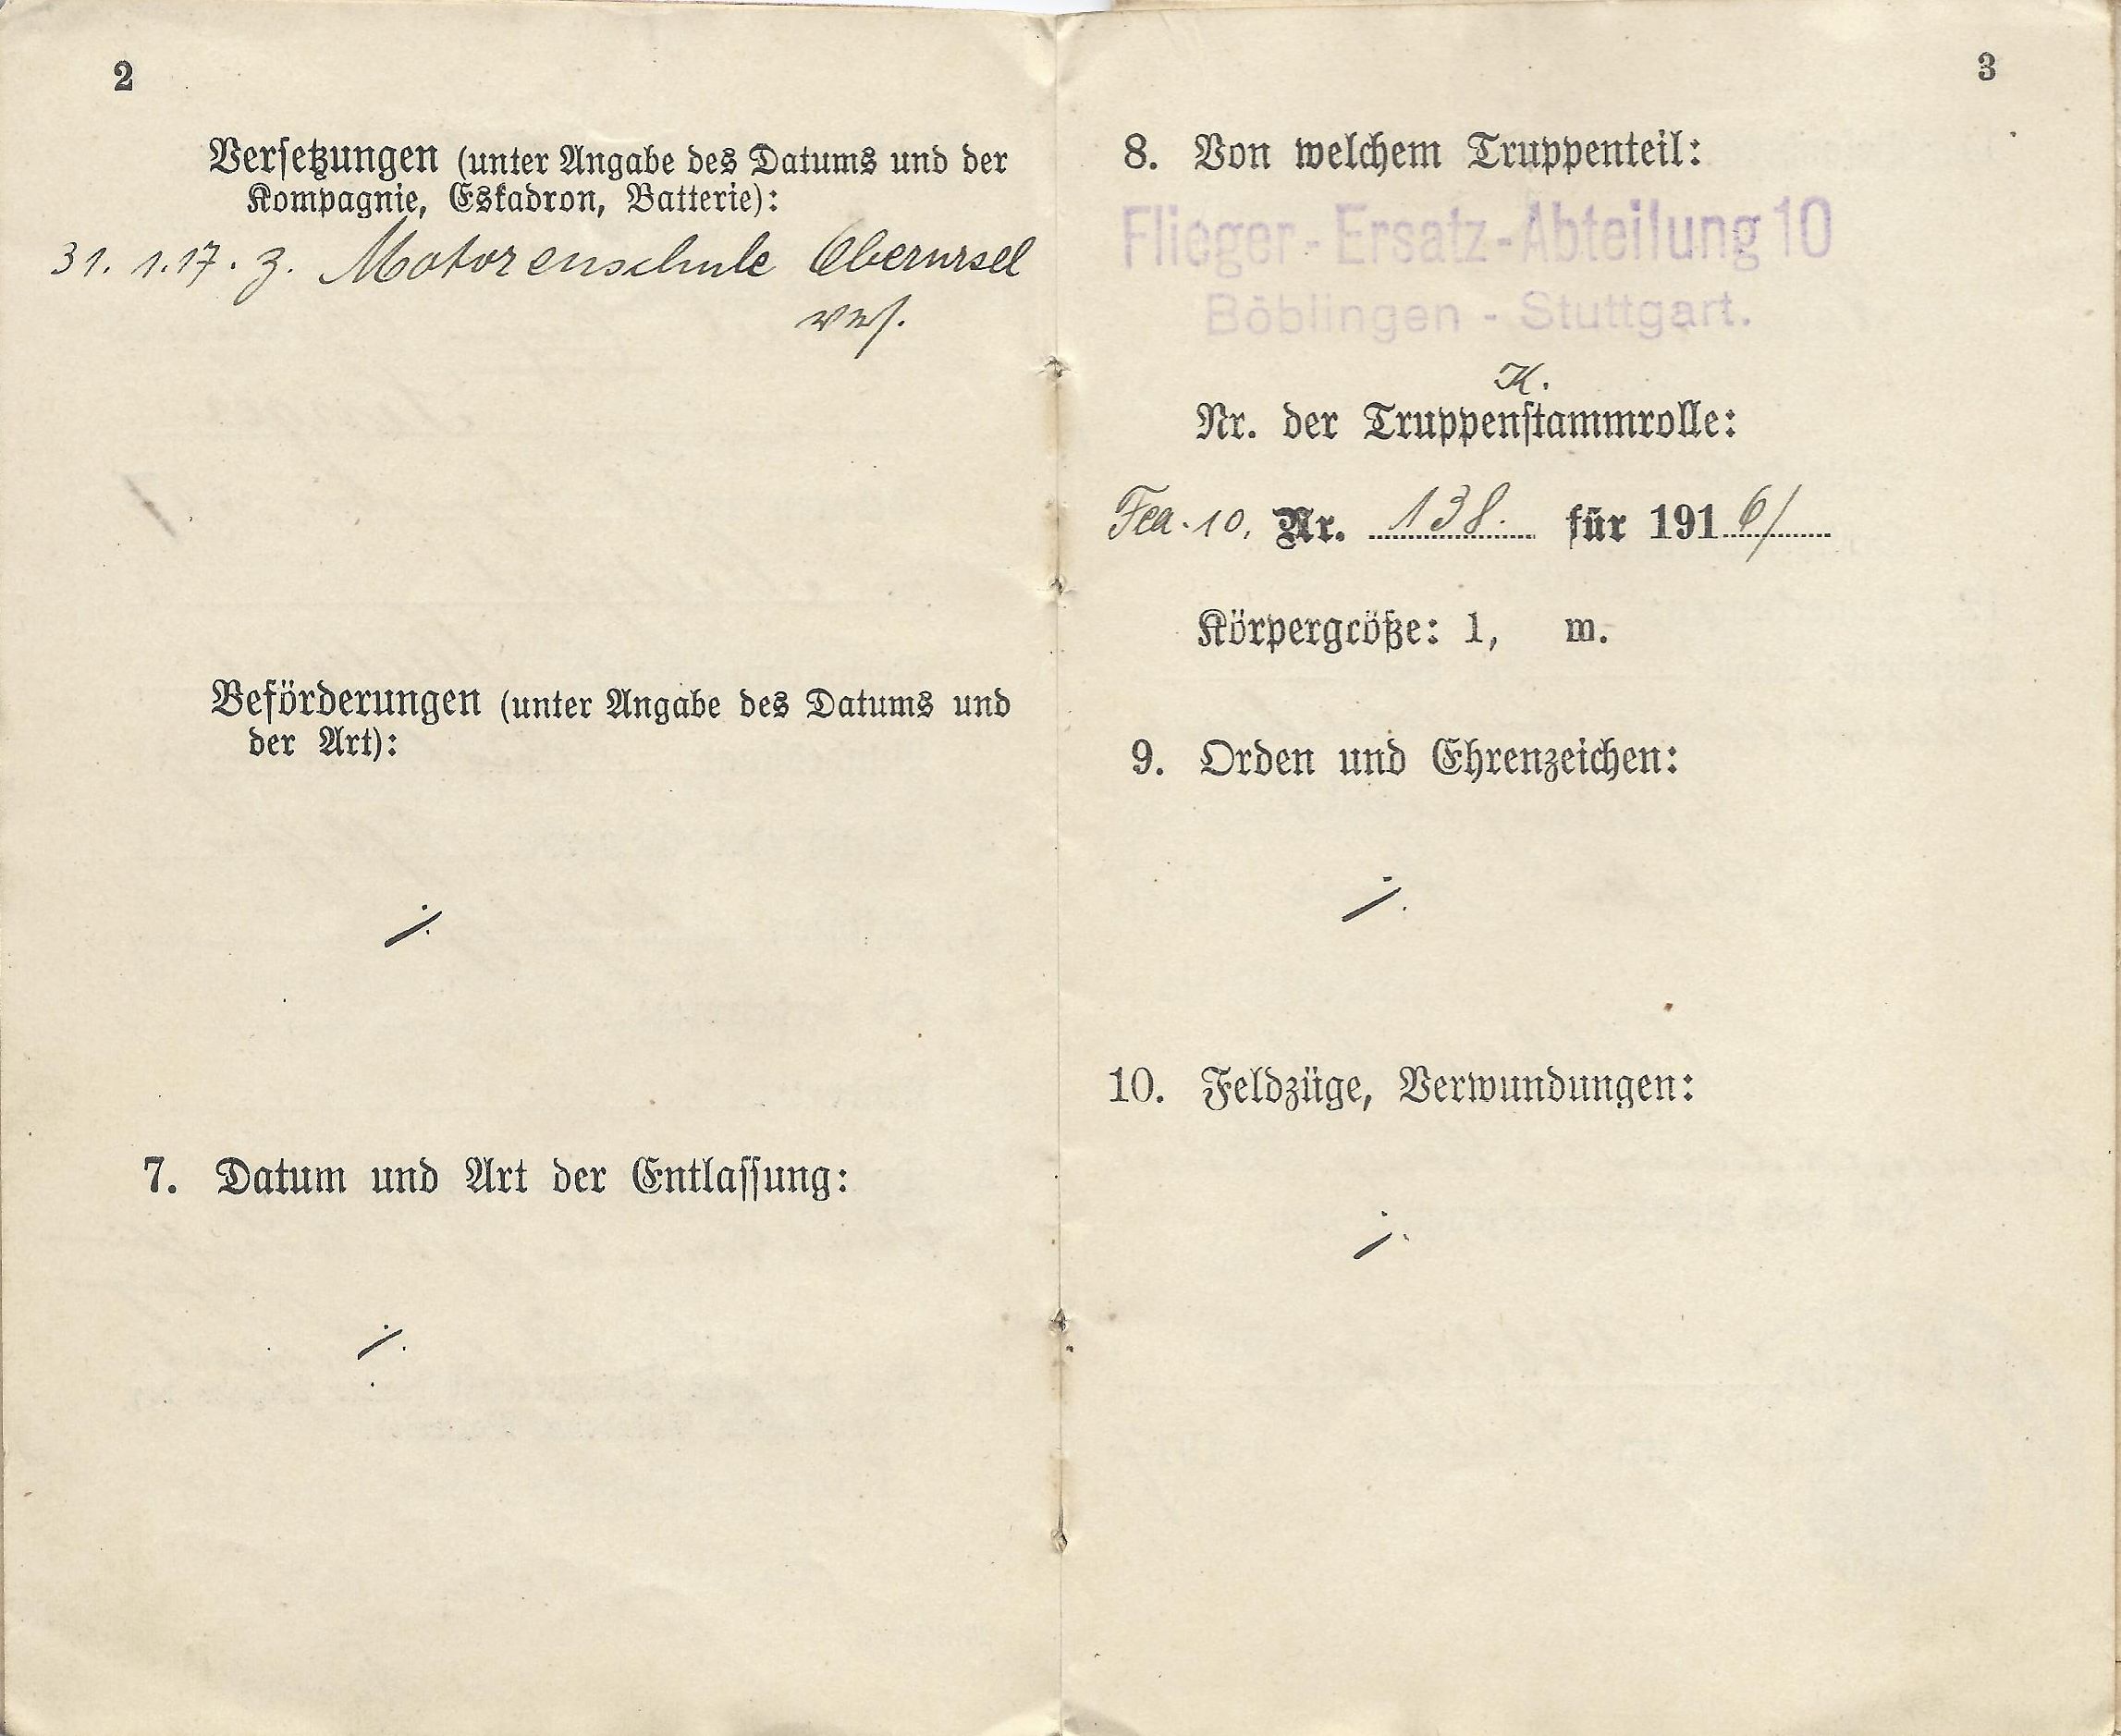 2
Versetzungen (unter Angabe des Datums und der
Kompagnie, Eskadron, Batterie):
31. 1. 17. z. Motorenschule Oberursel
vers.
Beförderungen (unter Angabe des Datums und
der Art):
./.
7. Datum und Art der Entlassung:
./.
3
8. Von welchem Truppenteil:
Flieger-Ersatz-Abteilung 10
Böblingen - Stuttgart.
K.
Nr. der Truppenstammrolle:
Fea. 10. Nr. 138. für 1916/
Körpergröße: 1, m.
9. Orden und Ehrenzeichen:
./.
10. Feldzüge, Verwundungen:
./.